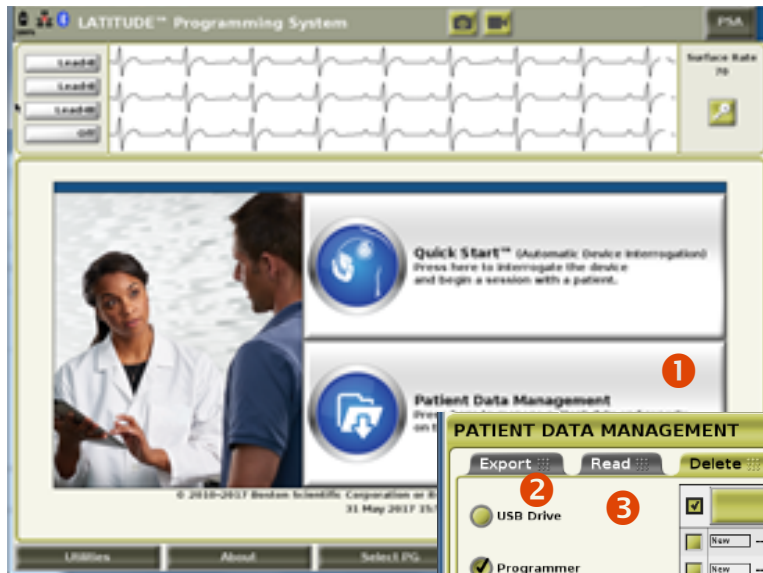 LATITUDE™ Programming System
PSA
Lead-I
Lead-II
Lead-III
Off
Surface Rate
70
Quick Start™ (Automatic Device Interrogation)
Press here to interrogate the device
and begin a session with a patient.
1
Patient Data Management
on
PATIENT DATA MANAGEMENT
Export
Read
Delete
2
3
USB Drive
New
Programmer
New
© 2010-2017 Boston Scientific Corporation or
31 May 2017
Utilities
About
Select PG